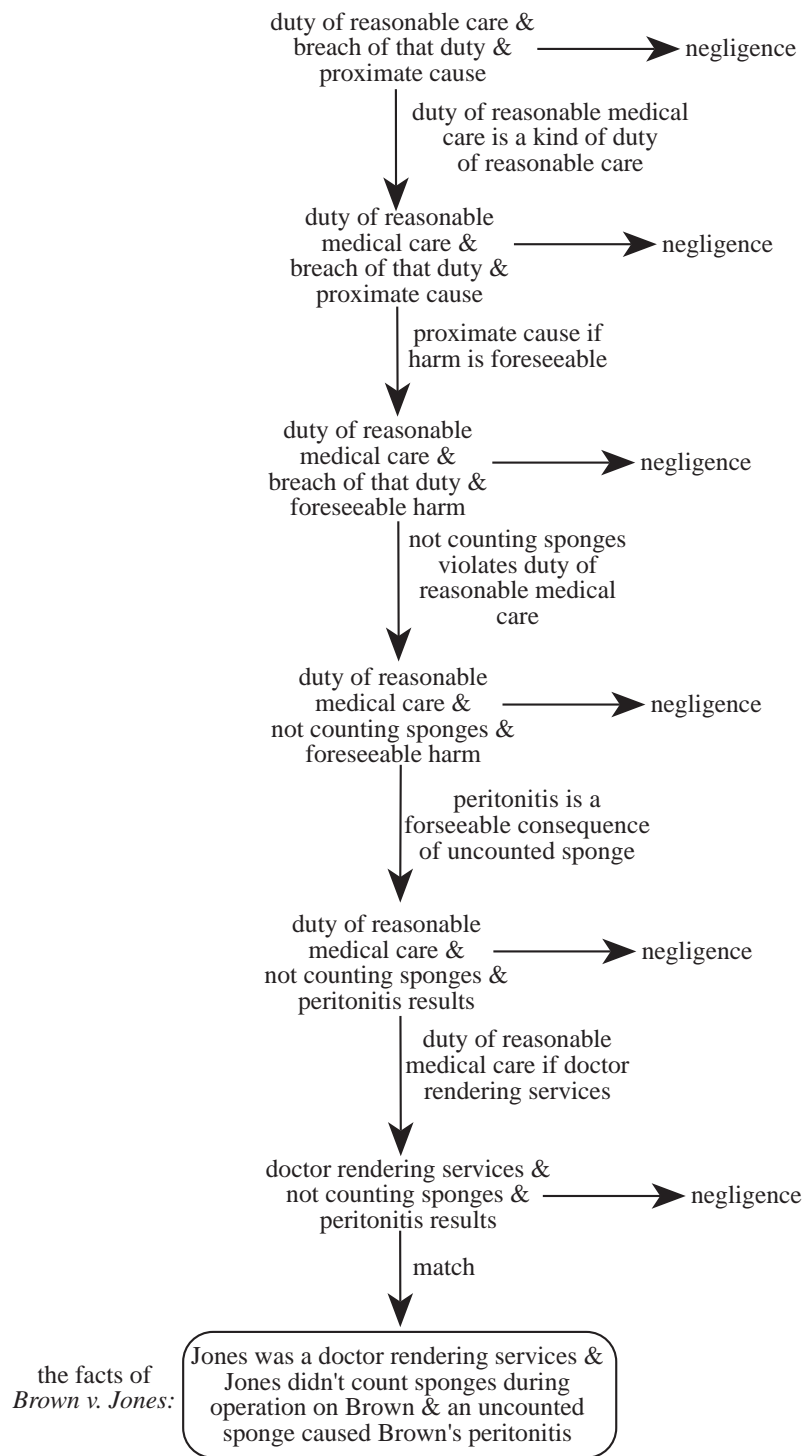 duty of reasonable care &
breach of that duty &
proximate cause
negligence
duty of reasonable medical
care is a kind of duty
of reasonable care
duty of reasonable
medical care &
breach of that duty &
proximate cause
negligence
proximate cause if
harm is foreseeable
duty of reasonable
medical care &
breach of that duty &
foreseeable harm
negligence
not counting sponges
violates duty of
reasonable medical
care
duty of reasonable
medical care &
not counting sponges &
foreseeable harm
negligence
peritonitis is a
forseeable consequence
of uncounted sponge
duty of reasonable
medical care &
not counting sponges &
peritonitis results
negligence
duty of reasonable
medical care if doctor
rendering services
doctor rendering services &
not counting sponges &
peritonitis results
negligence
match
the facts of
Brown v. Jones:
Jones was a doctor rendering services &
Jones didn't count sponges during
operation on Brown & an uncounted
sponge caused Brown's peritonitis